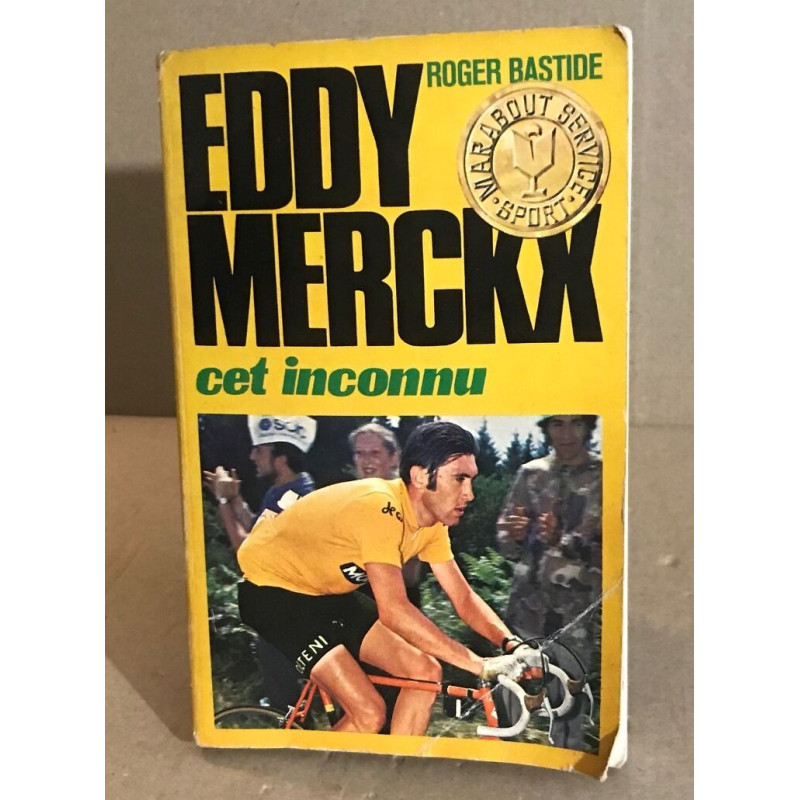 ROGER BASTIDE
EDDY
MERCKX
MARABOUT SERVICE
SPORT
cet inconnu